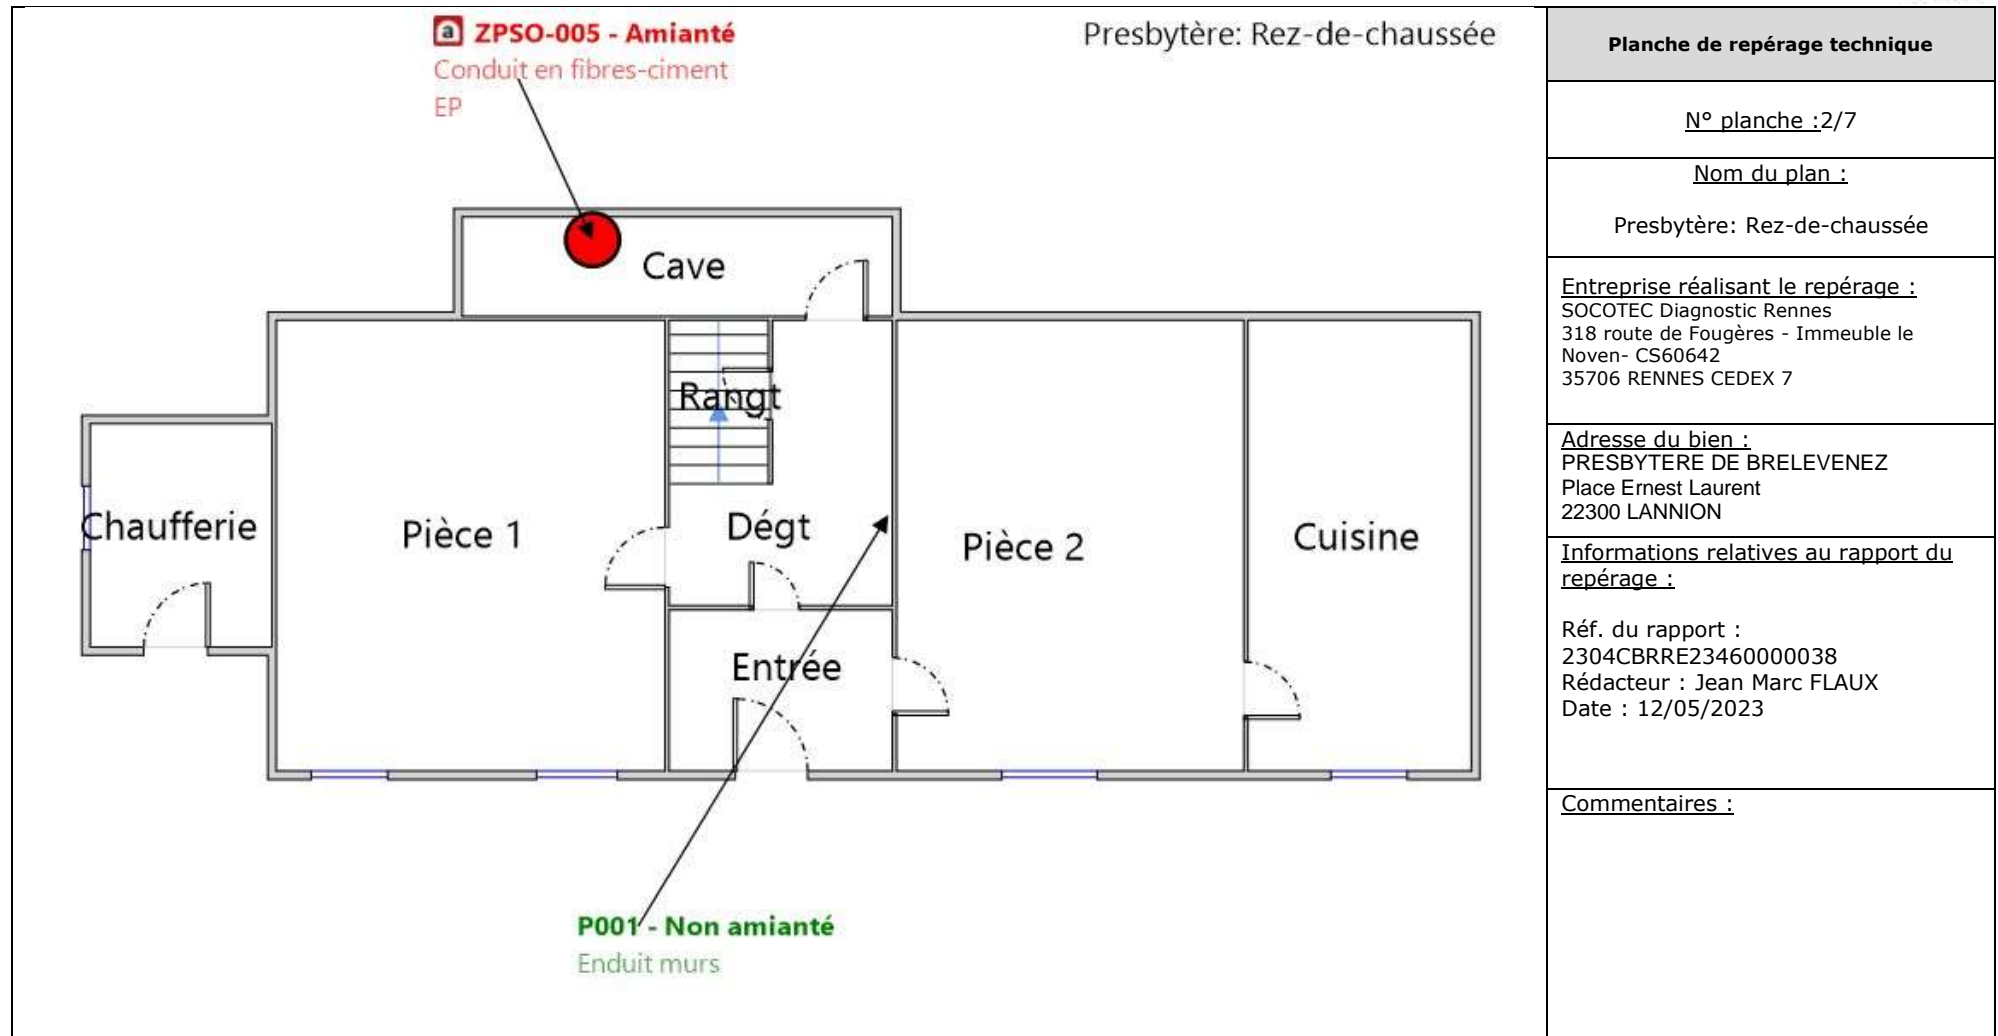 a ZPSO-005 - Amianté
Conduit en fibres-ciment
EP
Presbytère: Rez-de-chaussée
Cave
Rangt
Chaufferie
Pièce 1
Dégt
Pièce 2
Cuisine
Entrée
P001 - Non amianté
Enduit murs
Planche de repérage technique
N° planche :2/7
Nom du plan :
Presbytère: Rez-de-chaussée
Entreprise réalisant le repérage :
SOCOTEC Diagnostic Rennes
318 route de Fougères - Immeuble le
Noven- CS60642
35706 RENNES CEDEX 7
Adresse du bien :
PRESBYTERE DE BRELEVENEZ
Place Ernest Laurent
22300 LANNION
Informations relatives au rapport du
repérage :
Réf. du rapport :
2304CBRRE23460000038
Rédacteur : Jean Marc FLAUX
Date : 12/05/2023
Commentaires :